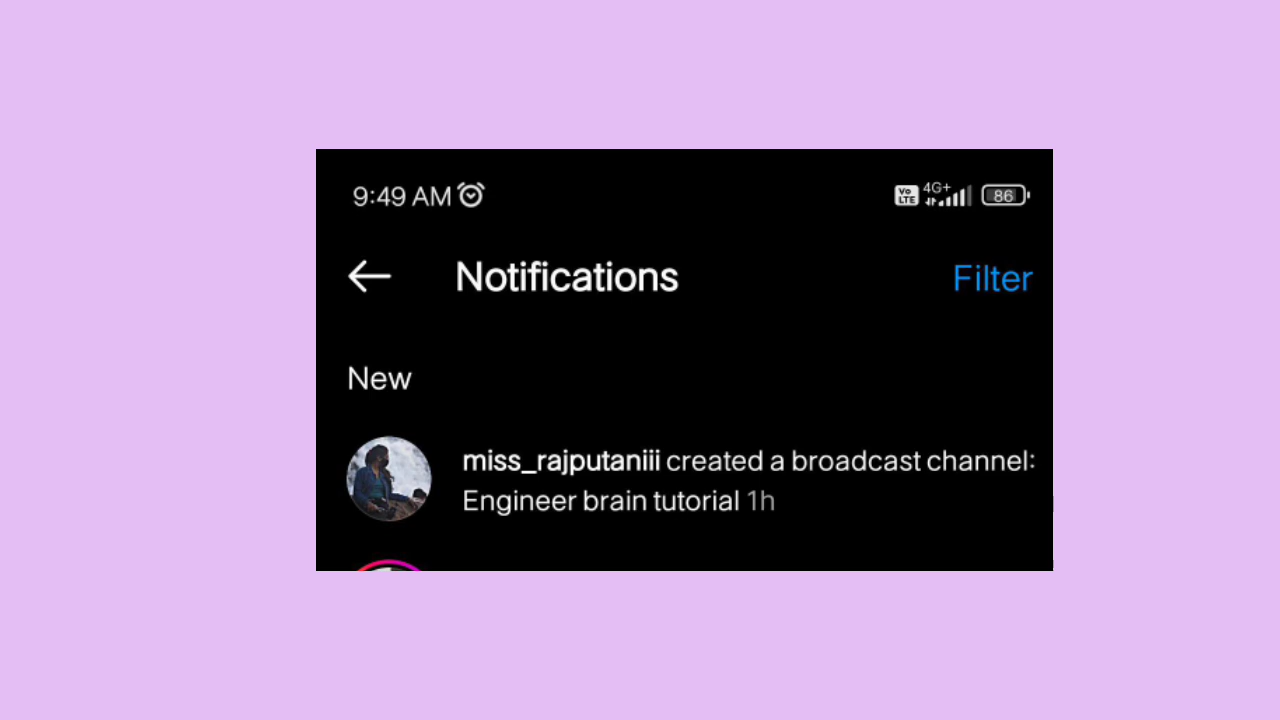 9:49 AM Vo LTE 4G+ 86
Notifications Filter
New
miss_rajputaniii created a broadcast channel:
Engineer brain tutorial 1h